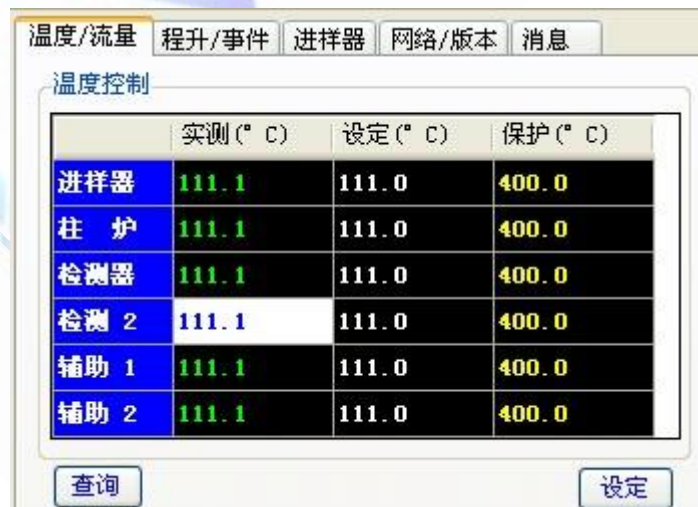 温度/流量 程升/事件 进样器 网络/版本 消息
温度控制
实测(° C) 设定(° C) 保护(° C)
进样器 111.1 111.0 400.0
柱 炉 111.1 111.0 400.0
检测器 111.1 111.0 400.0
检测 2 111.1 111.0 400.0
辅助 1 111.1 111.0 400.0
辅助 2 111.1 111.0 400.0
查询 设定